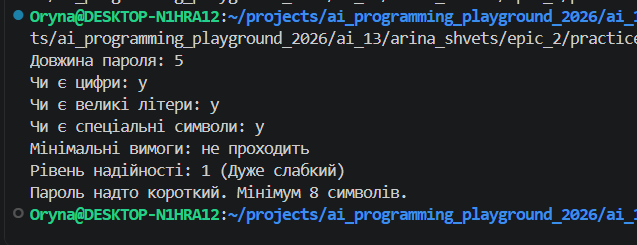 Oryna@DESKTOP-N1HRA12:~/projects/ai_programming_playground_2026/ai_1
ts/ai_programming_playground_2026/ai_13/arina_shvets/epic_2/practice
Довжина пароля: 5
Чи є цифри: y
Чи є великі літери: y
Чи є спеціальні символи: y
Мінімальні вимоги: не проходить
Рівень надійності: 1 (Дуже слабкий)
Пароль надто короткий. Мінімум 8 символів.
Oryna@DESKTOP-N1HRA12:~/projects/ai_programming_playground_2026/ai_1